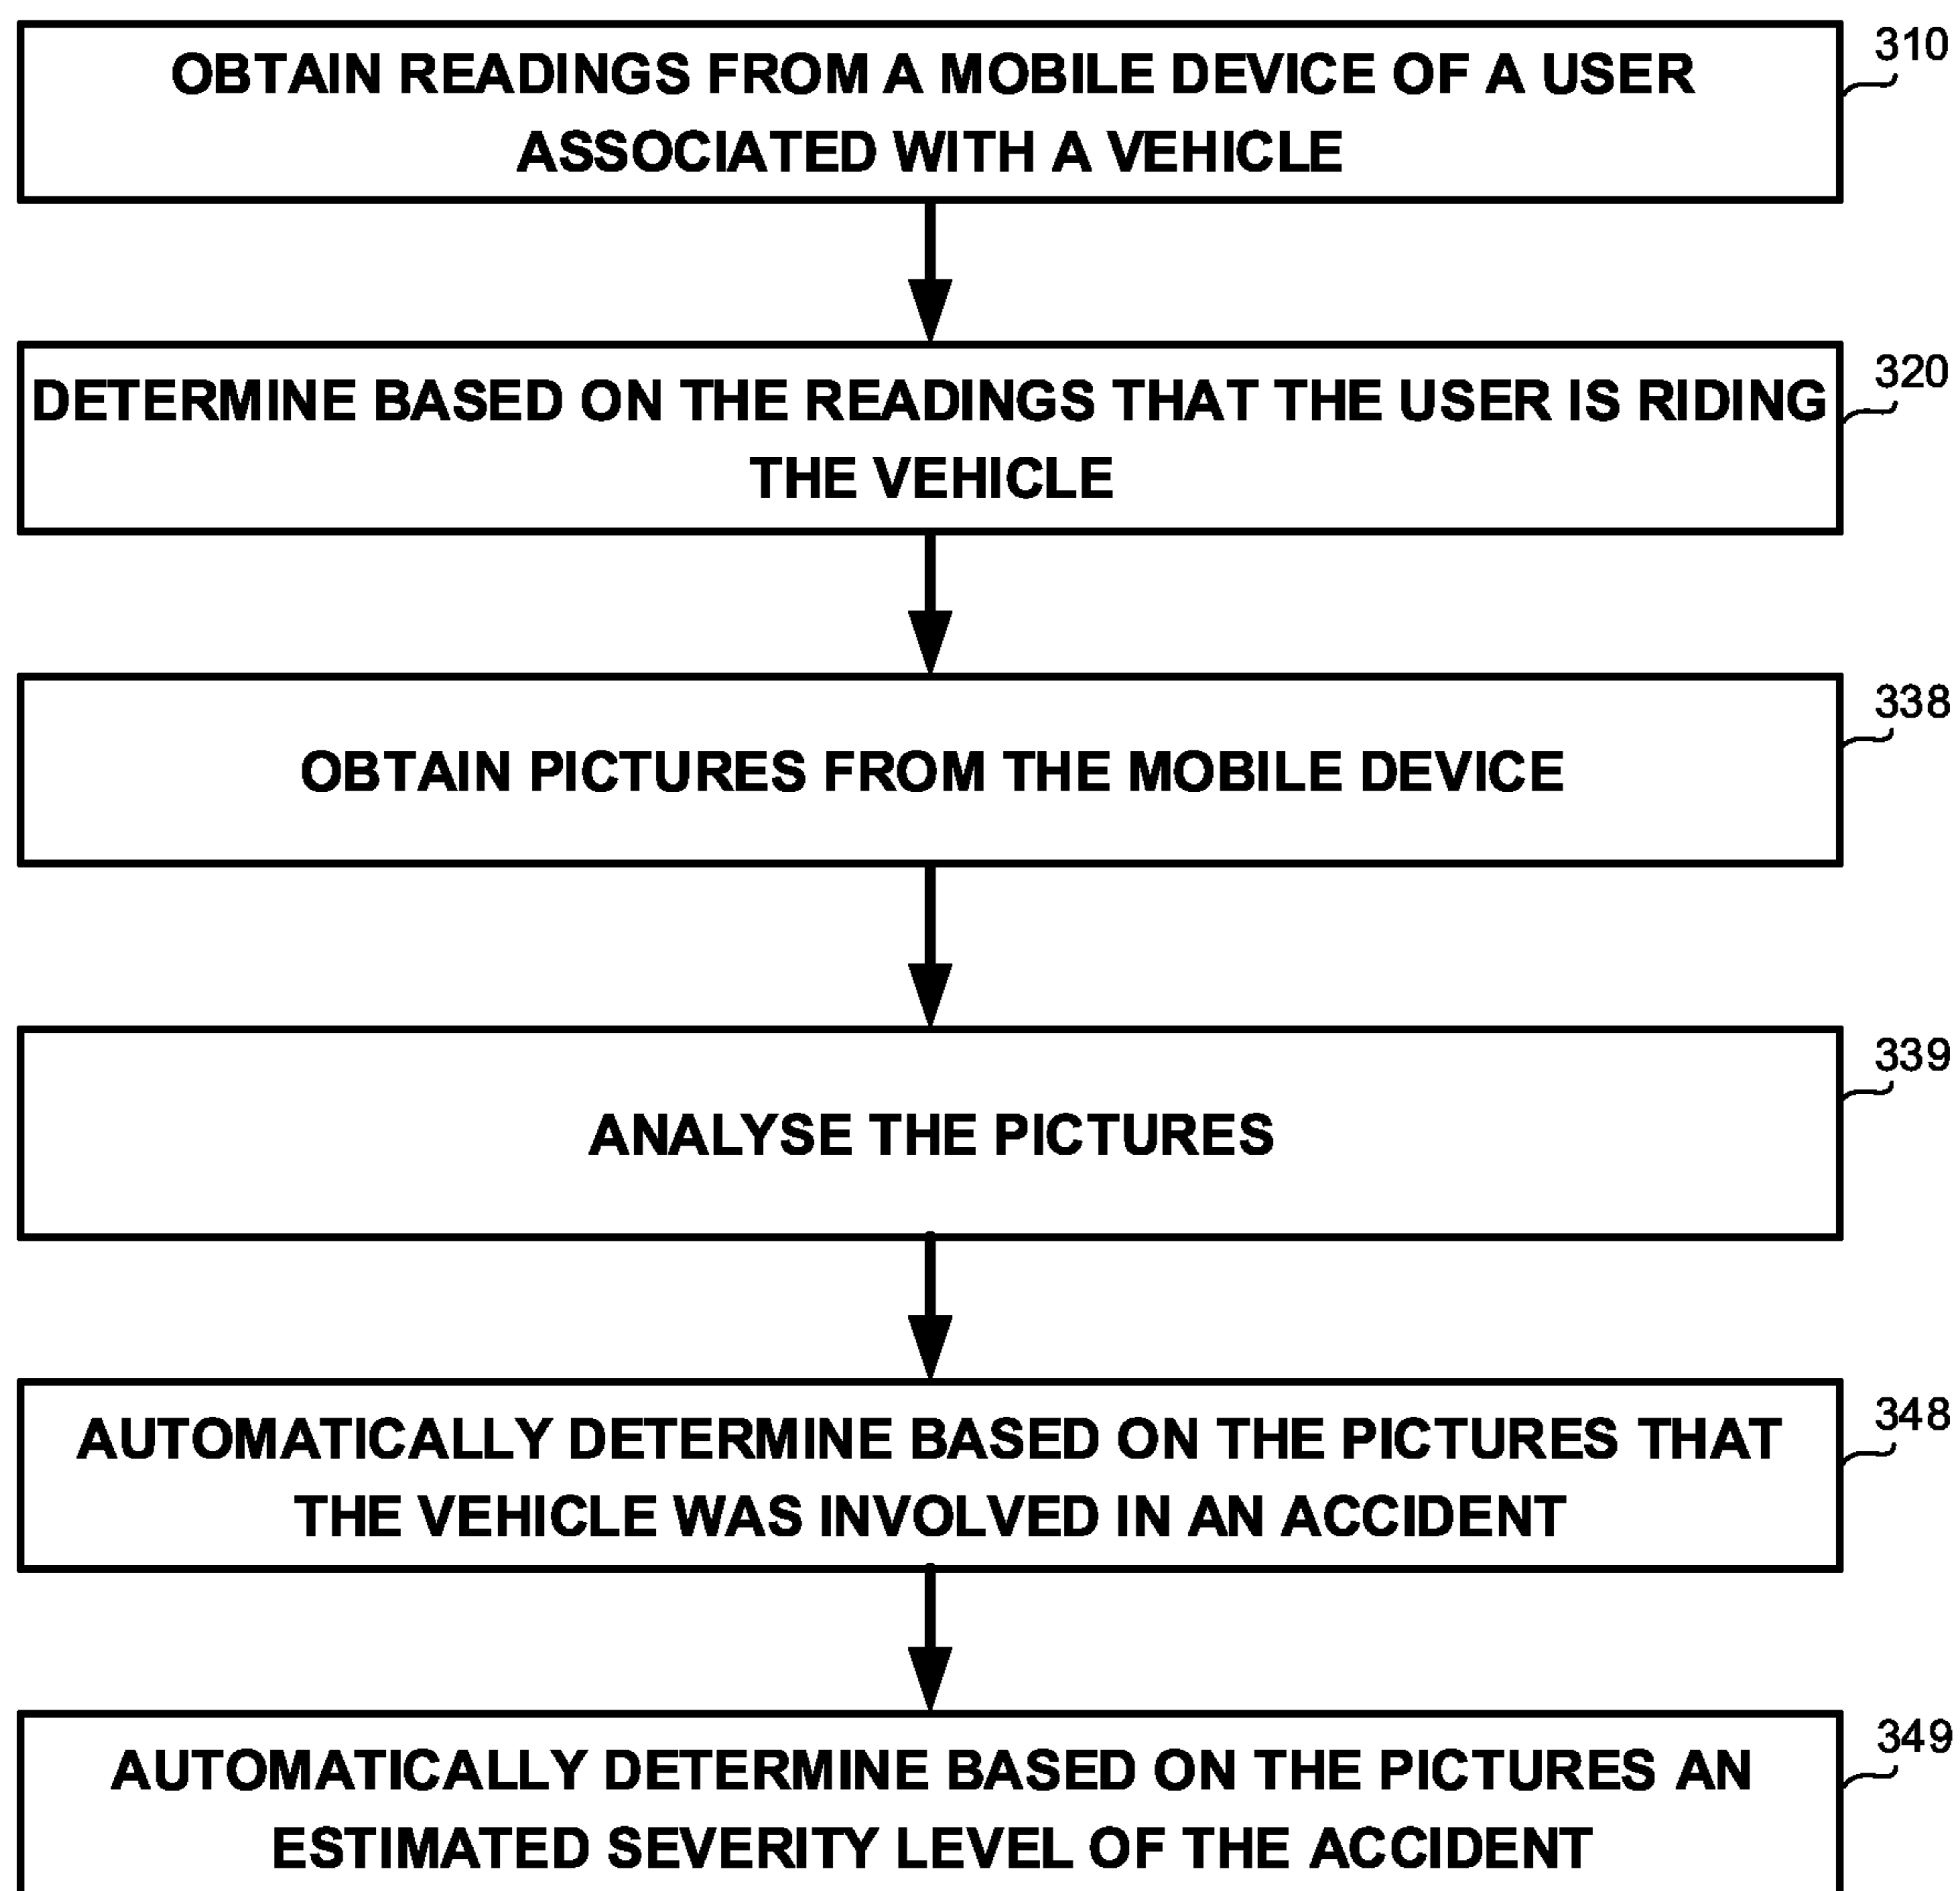 310
OBTAIN READINGS FROM A MOBILE DEVICE OF A USER
ASSOCIATED WITH A VEHICLE
320
DETERMINE BASED ON THE READINGS THAT THE USER IS RIDING
THE VEHICLE
338
OBTAIN PICTURES FROM THE MOBILE DEVICE
339
ANALYSE THE PICTURES
348
AUTOMATICALLY DETERMINE BASED ON THE PICTURES THAT
THE VEHICLE WAS INVOLVED IN AN ACCIDENT
349
AUTOMATICALLY DETERMINE BASED ON THE PICTURES AN
ESTIMATED SEVERITY LEVEL OF THE ACCIDENT